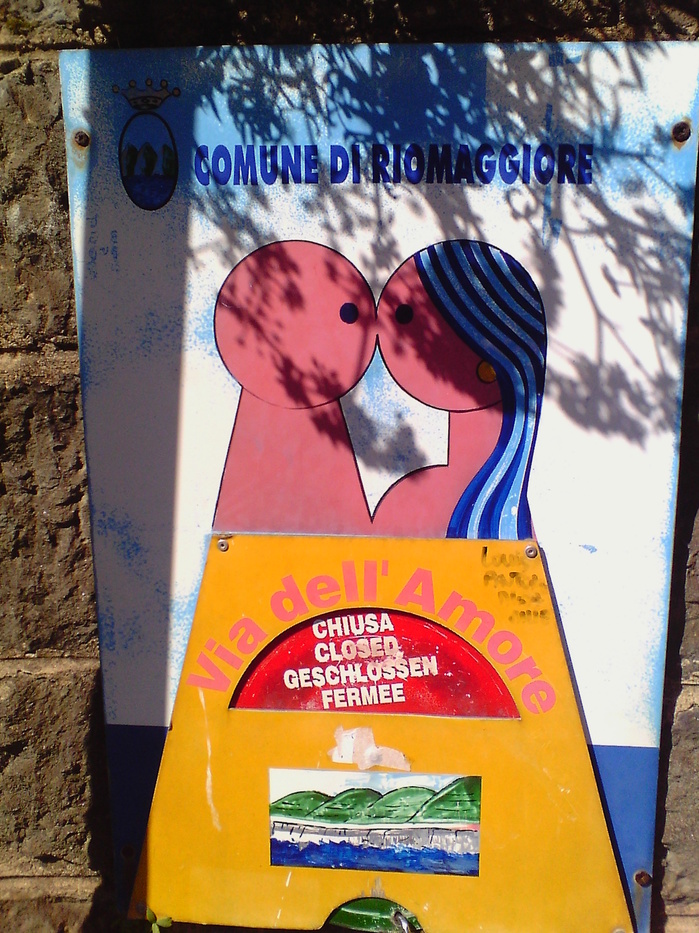 COMUNE DI RIOMAGGIORE
Via dell'Amore
CHIUSA
CLOSED
GESCHLOSSEN
FERMEE